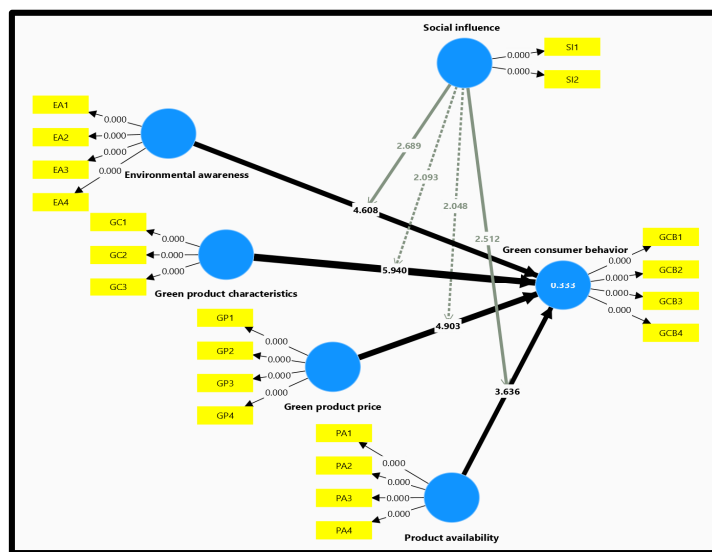 Social influence
SI1
0.000
0.000
SI2
EA1
0.000
EA2
0.000
0.000
EA3
0.000
EA4
Environmental awareness
2.689
2.093
2.048
2.512
4.608
GC1
0.000
GC2
0.000
0.000
GC3
Green product characteristics
5.940
Green consumer behavior
0.333
GCB1
0.000
GCB2
0.000
0.000
GCB3
0.000
GCB4
GP1
0.000
GP2
0.000
GP3
0.000
0.000
GP4
Green product price
4.903
3.636
PA1
0.000
PA2
0.000
PA3
0.000
0.000
PA4
Product availability